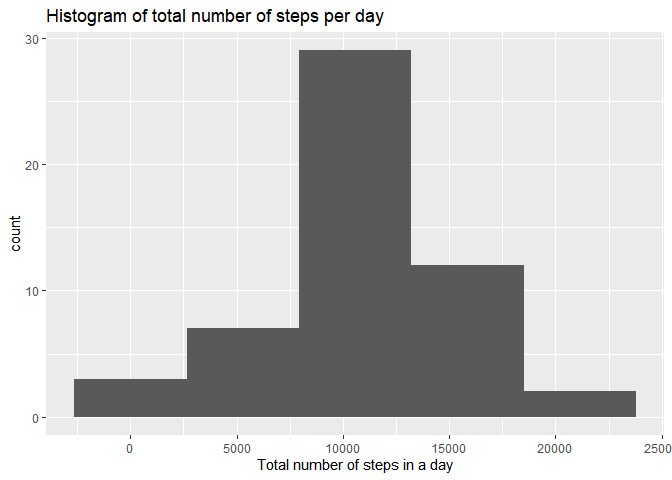 Histogram of total number of steps per day
30
20
10
0
count
0 5000 10000 15000 20000 25000
Total number of steps in a day